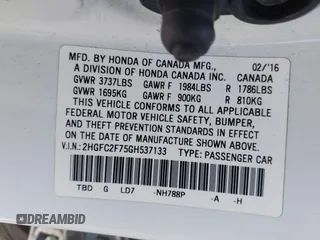 MFD. BY HONDA OF CANADA MFG., 02/'16
A DIVISION OF HONDA CANADA INC. CANADA
GVWR 3737LBS GAWR F 1984LBS R 1786LBS
GVWR 1695KG GAWR F 900KG R 810KG
THIS VEHICLE CONFORMS TO ALL APPLICABLE
FEDERAL MOTOR VEHICLE SAFETY, BUMPER, AND
THEFT PREVENTION STANDARDS IN EFFECT ON THE
DATE OF MANUFACTURE SHOWN ABOVE.
V.I.N.: 2HGFC2F75GH537133 TYPE: PASSENGER CAR
TBD G LD7 -NH788P -A -H
DREAMBID